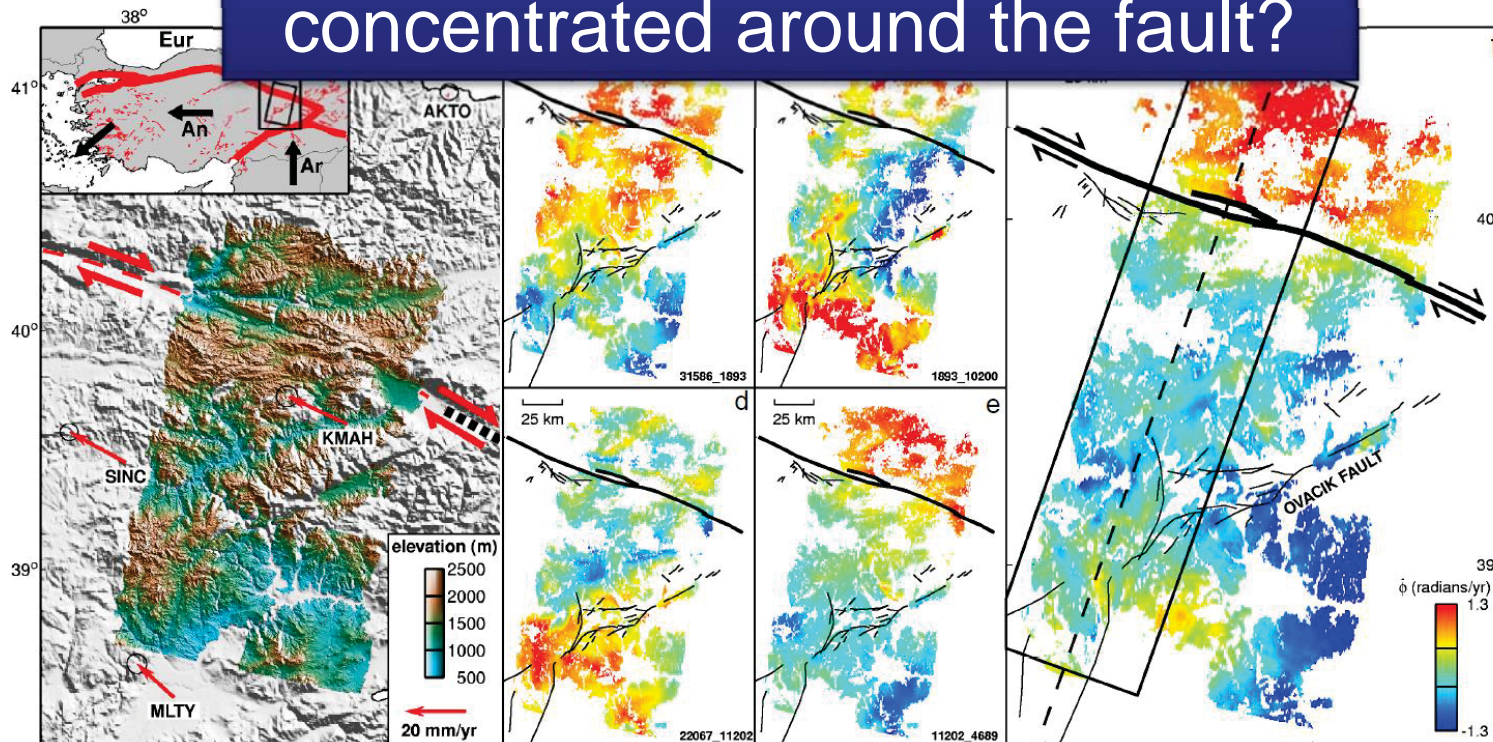 concentrated around the fault?
38°
Eur
41°
An
Ar
AKTO
40°
KMAH
SINC
39°
MLTY
elevation (m)
2500
2000
1500
1000
500
20 mm/yr
31586_1893
1893_10200
25 km
d
22067_11202
25 km
e
11202_4689
40
OVACIK FAULT
39
ϕ̇ (radians/yr)
1.3
-1.3